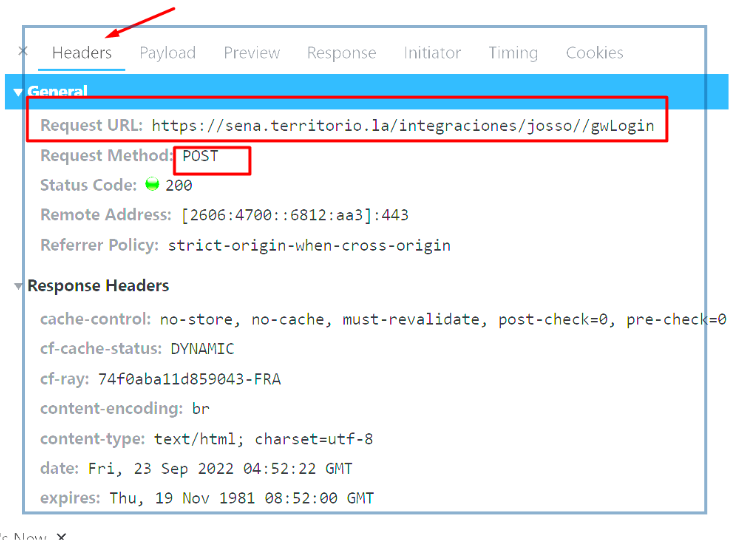 × Headers Payload Preview Response Initiator Timing Cookies
General
Request URL: https://sena.territorio.la/integraciones/josso//gwLogin
Request Method: POST
Status Code: 200
Remote Address: [2606:4700::6812:aa3]:443
Referrer Policy: strict-origin-when-cross-origin
Response Headers
cache-control: no-store, no-cache, must-revalidate, post-check=0, pre-check=0
cf-cache-status: DYNAMIC
cf-ray: 74f0aba11d859043-FRA
content-encoding: br
content-type: text/html; charset=utf-8
date: Fri, 23 Sep 2022 04:52:22 GMT
expires: Thu, 19 Nov 1981 08:52:00 GMT
's New ×